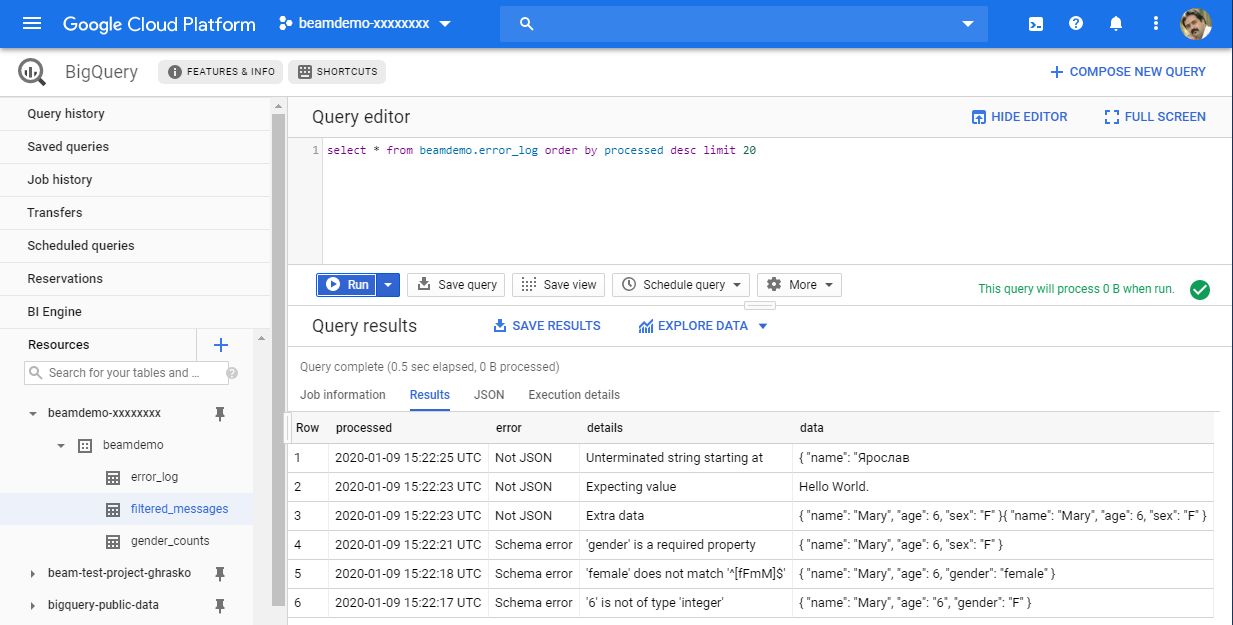 Google Cloud Platform beamdemo-xxxxxxxx
BigQuery FEATURES & INFO SHORTCUTS COMPOSE NEW QUERY
Query history
Saved queries
Job history
Transfers
Scheduled queries
Reservations
BI Engine
Resources
Search for your tables and ...
beamdemo-xxxxxxxx
beamdemo
error_log
filtered_messages
gender_counts
beam-test-project-ghrasko
bigquery-public-data
Query editor HIDE EDITOR FULL SCREEN
1 select * from beamdemo.error_log order by processed desc limit 20
Run Save query Save view Schedule query More This query will process 0 B when run.
Query results SAVE RESULTS EXPLORE DATA
Query complete (0.5 sec elapsed, 0 B processed)
Job information Results JSON Execution details
Row processed error details data
1 2020-01-09 15:22:25 UTC Not JSON Unterminated string starting at { "name": "Ярослав
2 2020-01-09 15:22:23 UTC Not JSON Expecting value Hello World.
3 2020-01-09 15:22:23 UTC Not JSON Extra data { "name": "Mary", "age": 6, "sex": "F" }{ "name": "Mary", "age": 6, "sex": "F" }
4 2020-01-09 15:22:21 UTC Schema error 'gender' is a required property { "name": "Mary", "age": 6, "sex": "F" }
5 2020-01-09 15:22:18 UTC Schema error 'female' does not match '^[fFmM]$' { "name": "Mary", "age": 6, "gender": "female" }
6 2020-01-09 15:22:17 UTC Schema error '6' is not of type 'integer' { "name": "Mary", "age": "6", "gender": "F" }